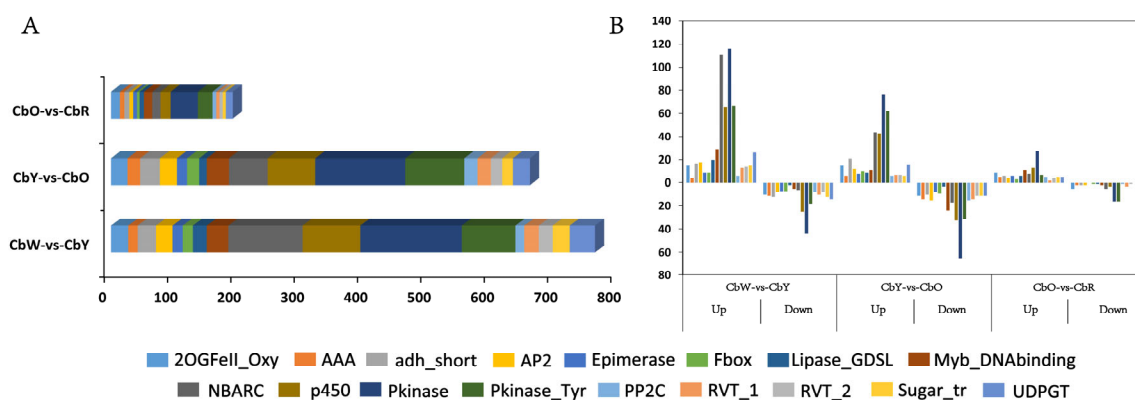 A
CbO-vs-CbR
CbY-vs-CbO
CbW-vs-CbY
0 100 200 300 400 500 600 700 800
B
140
120
100
80
60
40
20
0
20
40
60
80
CbW-vs-CbY CbY-vs-CbO CbO-vs-CbR
Up Down Up Down Up Down
2OGFeII_Oxy AAA adh_short AP2 Epimerase Fbox Lipase_GDSL Myb_DNAbinding
NBARC p450 Pkinase Pkinase_Tyr PP2C RVT_1 RVT_2 Sugar_tr UDPGT